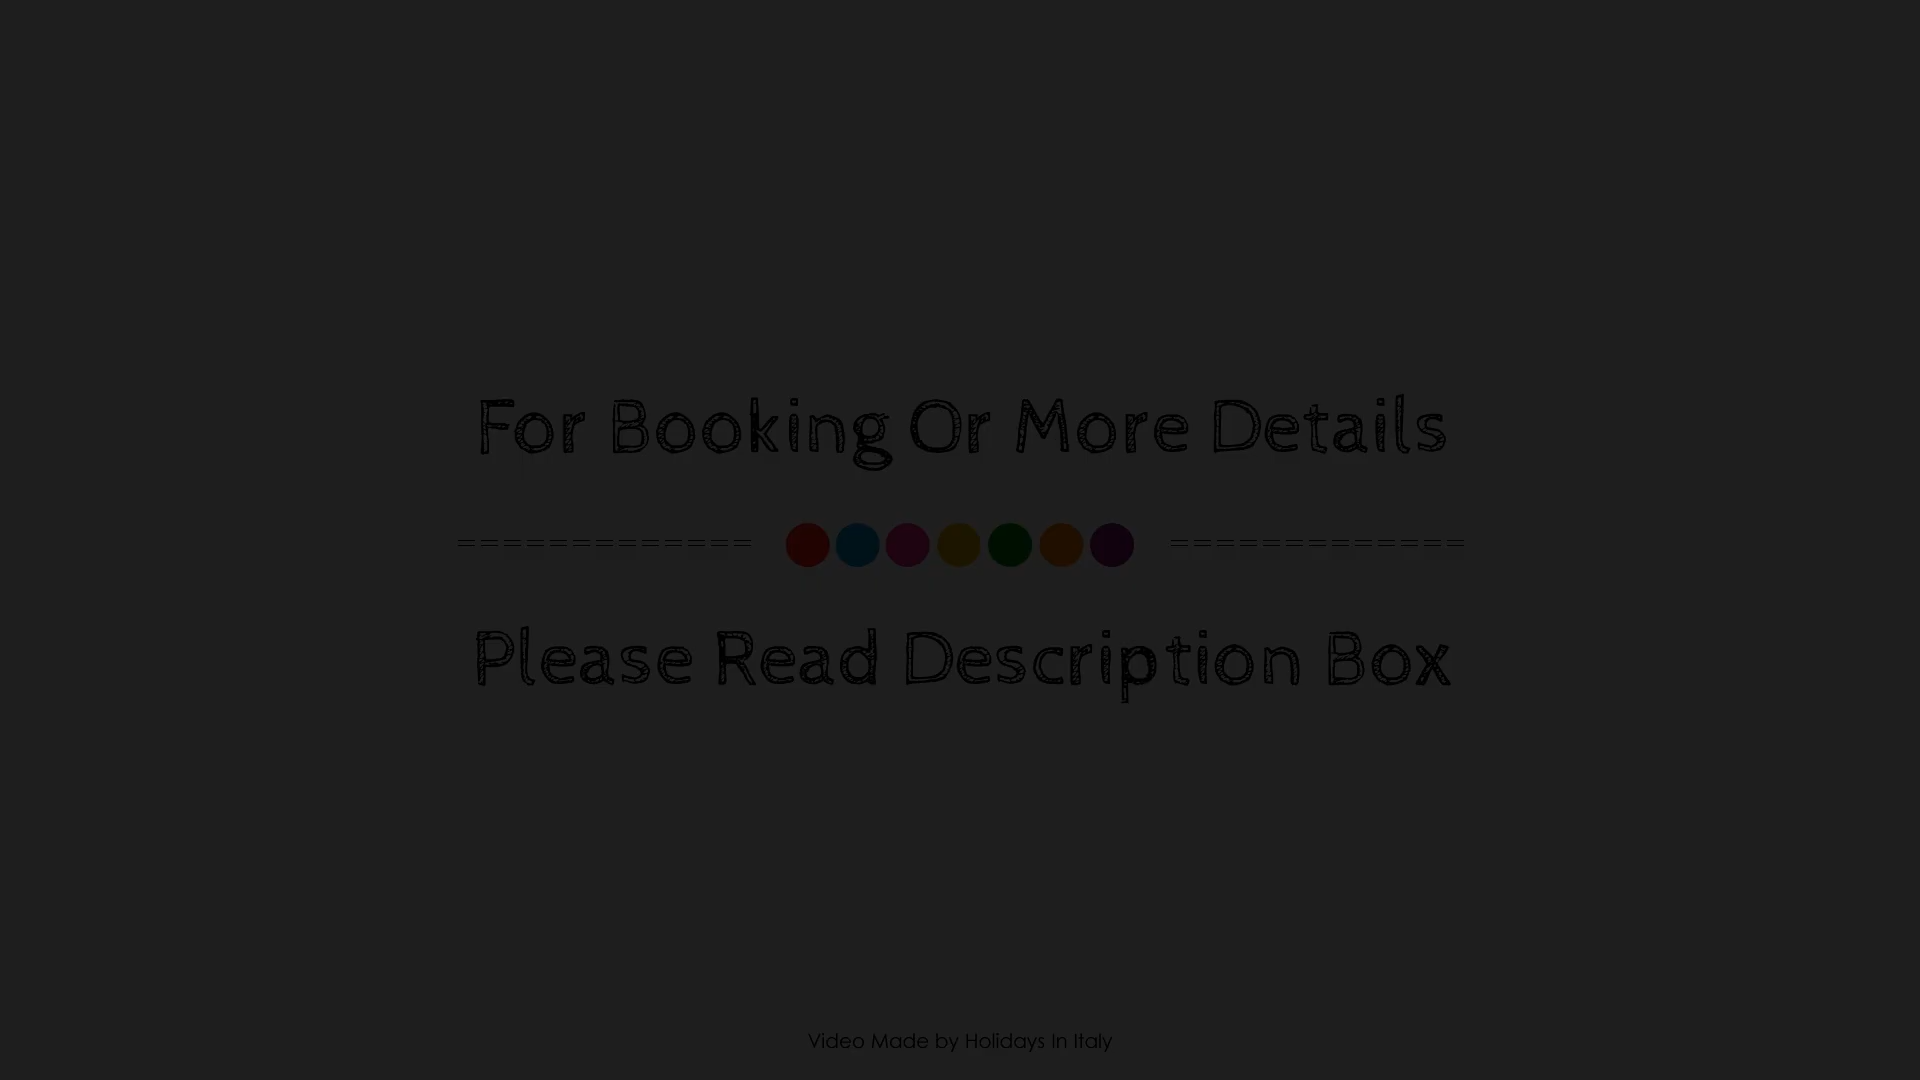 For Booking Or More Details
============= =============
Please Read Description Box
Video Made by Holidays In Italy